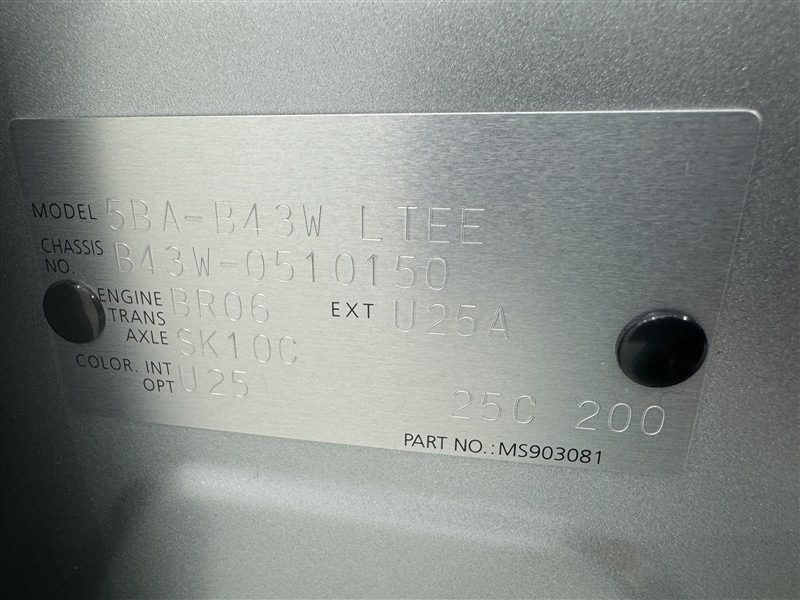 MODEL 5BA-B43W LTEE
CHASSIS NO. B43W-0510150
ENGINE BR06 EXT U25A
TRANS AXLE SK10C
COLOR. INT U25
OPT 25C 200
PART NO.:MS903081